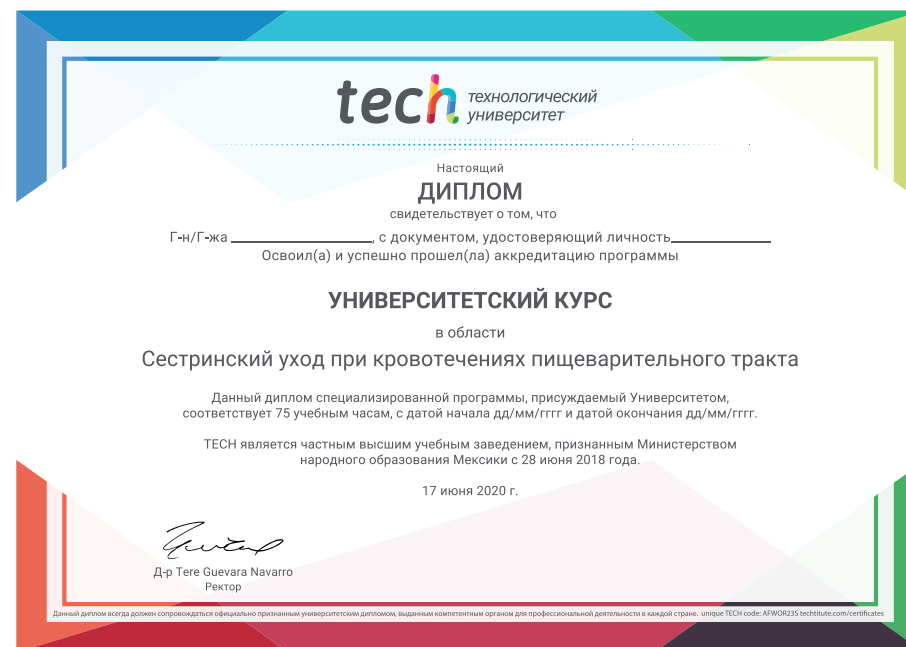 tech технологический
университет
Настоящий
ДИПЛОМ
свидетельствует о том, что
Г-н/Г-жа ____________, с документом, удостоверяющий личность____________
Освоил(а) и успешно прошел(ла) аккредитацию программы
УНИВЕРСИТЕТСКИЙ КУРС
в области
Сестринский уход при кровотечениях пищеварительного тракта
Данный диплом специализированной программы, присуждаемый Университетом,
соответствует 75 учебным часам, с датой начала дд/мм/гггг и датой окончания дд/мм/гггг.
TECH является частным высшим учебным заведением, признанным Министерством
народного образования Мексики с 28 июня 2018 года.
17 июня 2020 г.
Д-р Tere Guevara Navarro
Ректор
Данный диплом всегда должен сопровождаться официально признанным университетским дипломом, выданным компетентным органом для профессиональной деятельности в каждой стране. unique TECH code: AFWOR23S techtitute.com/certificates